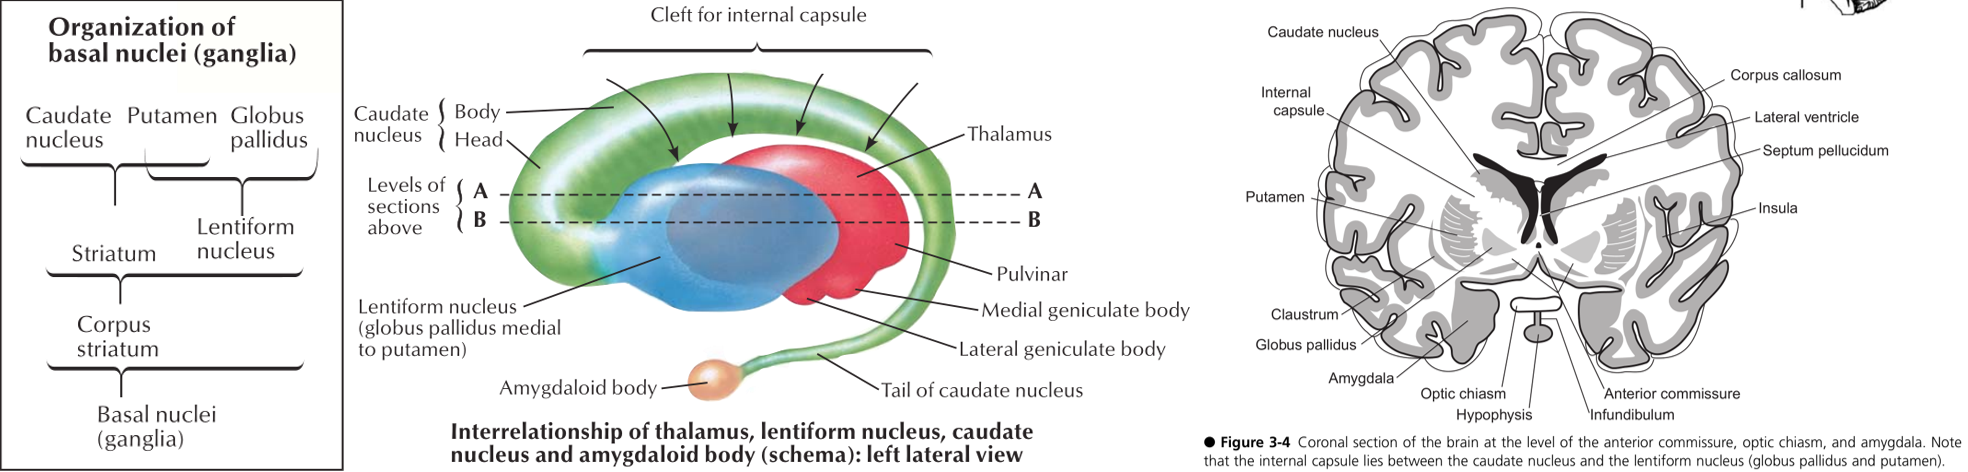 Organization of
basal nuclei (ganglia)
Caudate
nucleus
Putamen
Globus
pallidus
Lentiform
nucleus
Striatum
Corpus
striatum
Basal nuclei
(ganglia)
Cleft for internal capsule
Caudate
nucleus
Body
Head
Levels of
sections
above
A
B
A
B
Thalamus
Pulvinar
Medial geniculate body
Lateral geniculate body
Tail of caudate nucleus
Lentiform nucleus
(globus pallidus medial
to putamen)
Amygdaloid body
Interrelationship of thalamus, lentiform nucleus, caudate
nucleus and amygdaloid body (schema): left lateral view
Caudate nucleus
Internal
capsule
Putamen
Claustrum
Globus pallidus
Amygdala
Optic chiasm
Hypophysis
Corpus callosum
Lateral ventricle
Septum pellucidum
Insula
Anterior commissure
Infundibulum
● Figure 3-4 Coronal section of the brain at the level of the anterior commissure, optic chiasm, and amygdala. Note
that the internal capsule lies between the caudate nucleus and the lentiform nucleus (globus pallidus and putamen).